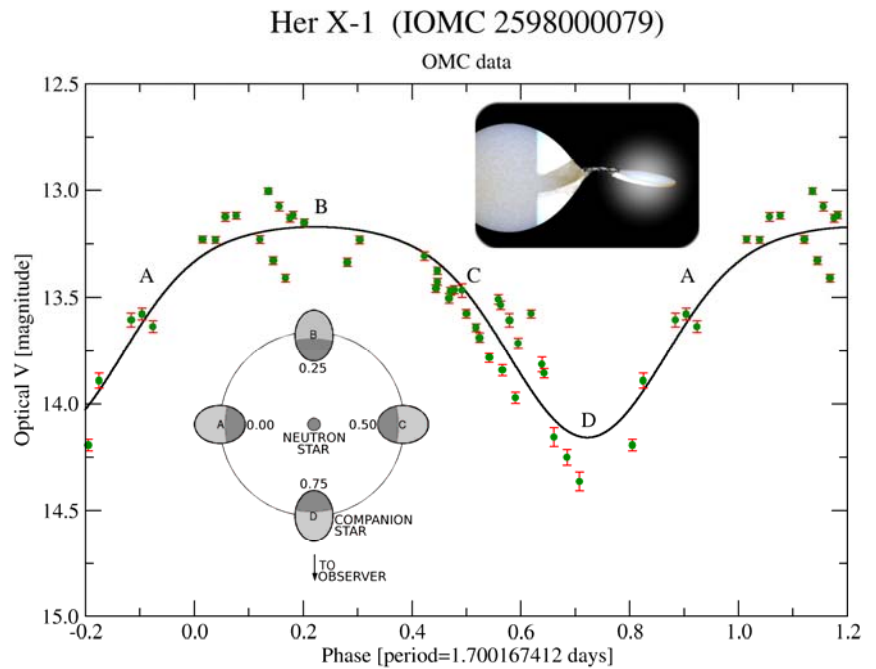 Her X-1 (IOMC 2598000079)
OMC data
Optical V [magnitude]
12.5
13.0
13.5
14.0
14.5
15.0
A
B
C
D
A
B
0.25
A
0.00
NEUTRON
STAR
0.50
C
0.75
D
COMPANION
STAR
TO
OBSERVER
-0.2
0.0
0.2
0.4
0.6
0.8
1.0
1.2
Phase [period=1.700167412 days]